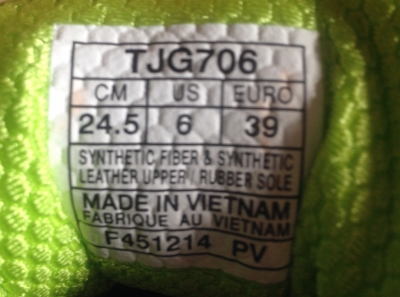 TJG706
CM US EURO
24.5 6 39
SYNTHETIC FIBER & SYNTHETIC
LEATHER UPPER / RUBBER SOLE
MADE IN VIETNAM
FABRIQUE AU VIETNAM
F451214 PV